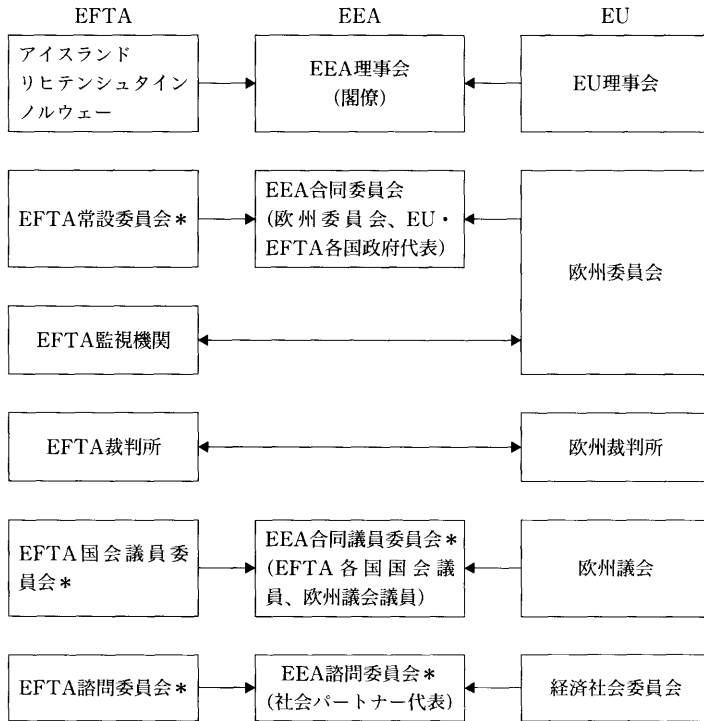 EFTA
EEA
EU
アイスランド
リヒテンシュタイン
ノルウェー
EEA理事会
(閣僚)
EU理事会
EFTA常設委員会*
EEA合同委員会
(欧州委員会、EU・
EFTA各国政府代表)
欧州委員会
EFTA監視機関
EFTA裁判所
欧州裁判所
EFTA国会議員委
員会*
EEA合同議員委員会*
(EFTA各国国会議
員、欧州議会議員)
欧州議会
EFTA諮問委員会*
EEA諮問委員会*
(社会パートナー代表)
経済社会委員会